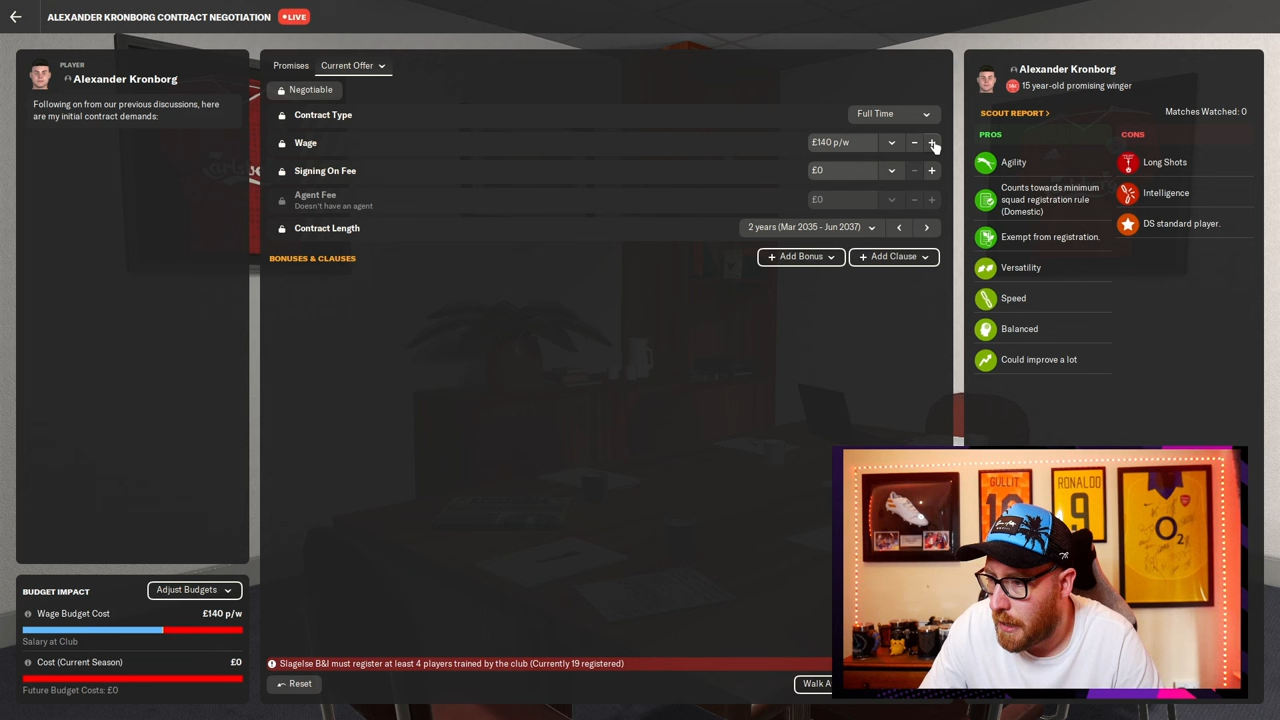 ALEXANDER KRONBORG CONTRACT NEGOTIATION
LIVE
PLAYER
Alexander Kronborg
Following on from our previous discussions, here
are my initial contract demands:
Promises
Current Offer
Negotiable
Contract Type
Full Time
Wage
£140 p/w
Signing On Fee
£0
Agent Fee
Doesn't have an agent
£0
Contract Length
2 years (Mar 2035 - Jun 2037)
BONUSES & CLAUSES
+ Add Bonus
+ Add Clause
Alexander Kronborg
15 year-old promising winger
SCOUT REPORT >
Matches Watched: 0
PROS
CONS
Agility
Counts towards minimum
squad registration rule
(Domestic)
Exempt from registration.
Versatility
Speed
Balanced
Could improve a lot
Long Shots
Intelligence
DS standard player.
BUDGET IMPACT
Adjust Budgets
Wage Budget Cost
£140 p/w
Salary at Club
Cost (Current Season)
£0
Future Budget Costs: £0
Slagelse B&I must register at least 4 players trained by the club (Currently 19 registered)
Reset
Walk A
GULLIT
10
RONALDO
9
O2